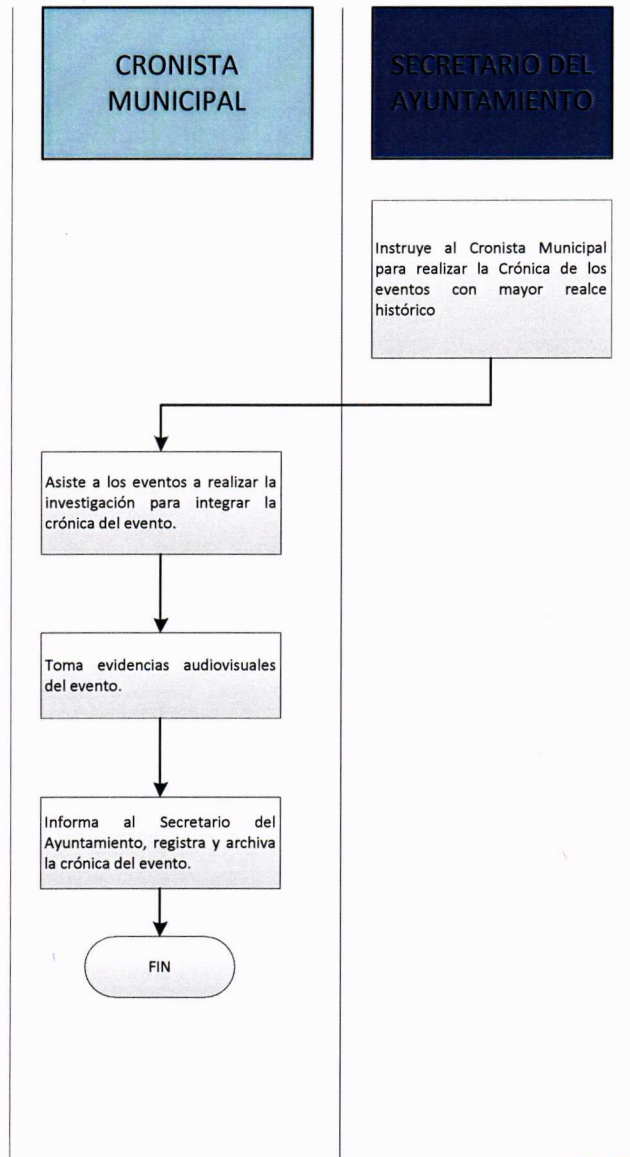 CRONISTA
MUNICIPAL
SECRETARIO DEL
AYUNTAMIENTO
Instruye al Cronista Municipal
para realizar la Crónica de los
eventos con mayor realce
histórico
Asiste a los eventos a realizar la
investigación para integrar la
crónica del evento.
Toma evidencias audiovisuales
del evento.
Informa al Secretario del
Ayuntamiento, registra y archiva
la crónica del evento.
FIN